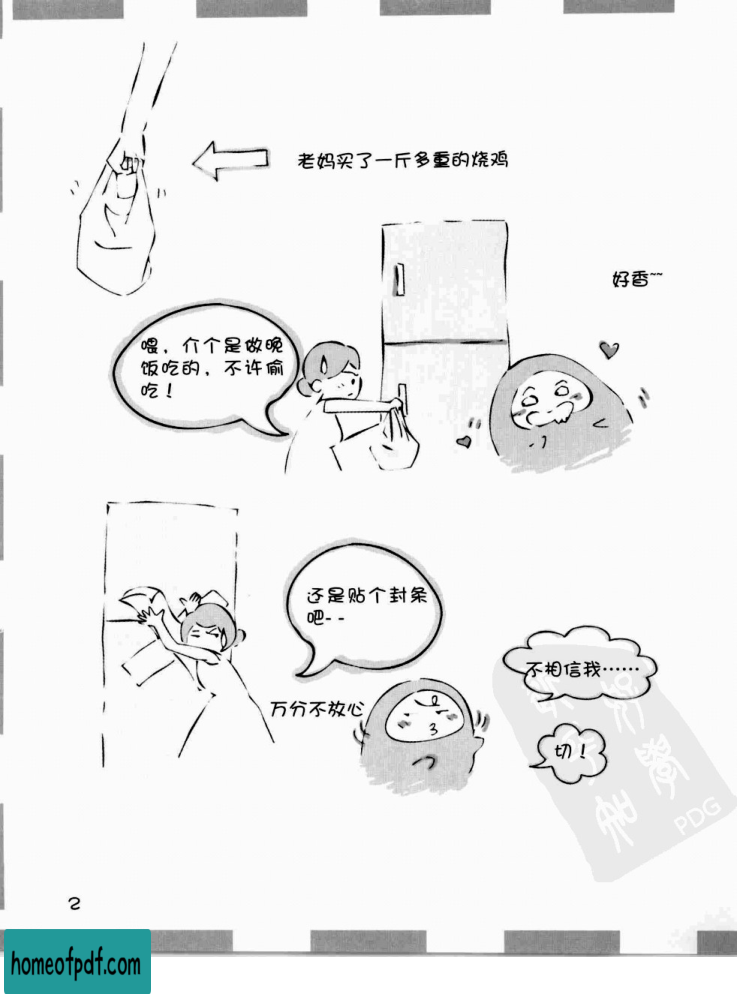 老妈买了一斤多重的烧鸡
好香~~
喂，介个是做晚
饭吃的，不许偷
吃！
还是贴个封条
吧--
万分不放心
不相信我……
切！
PDG
2
homeofpdf.com